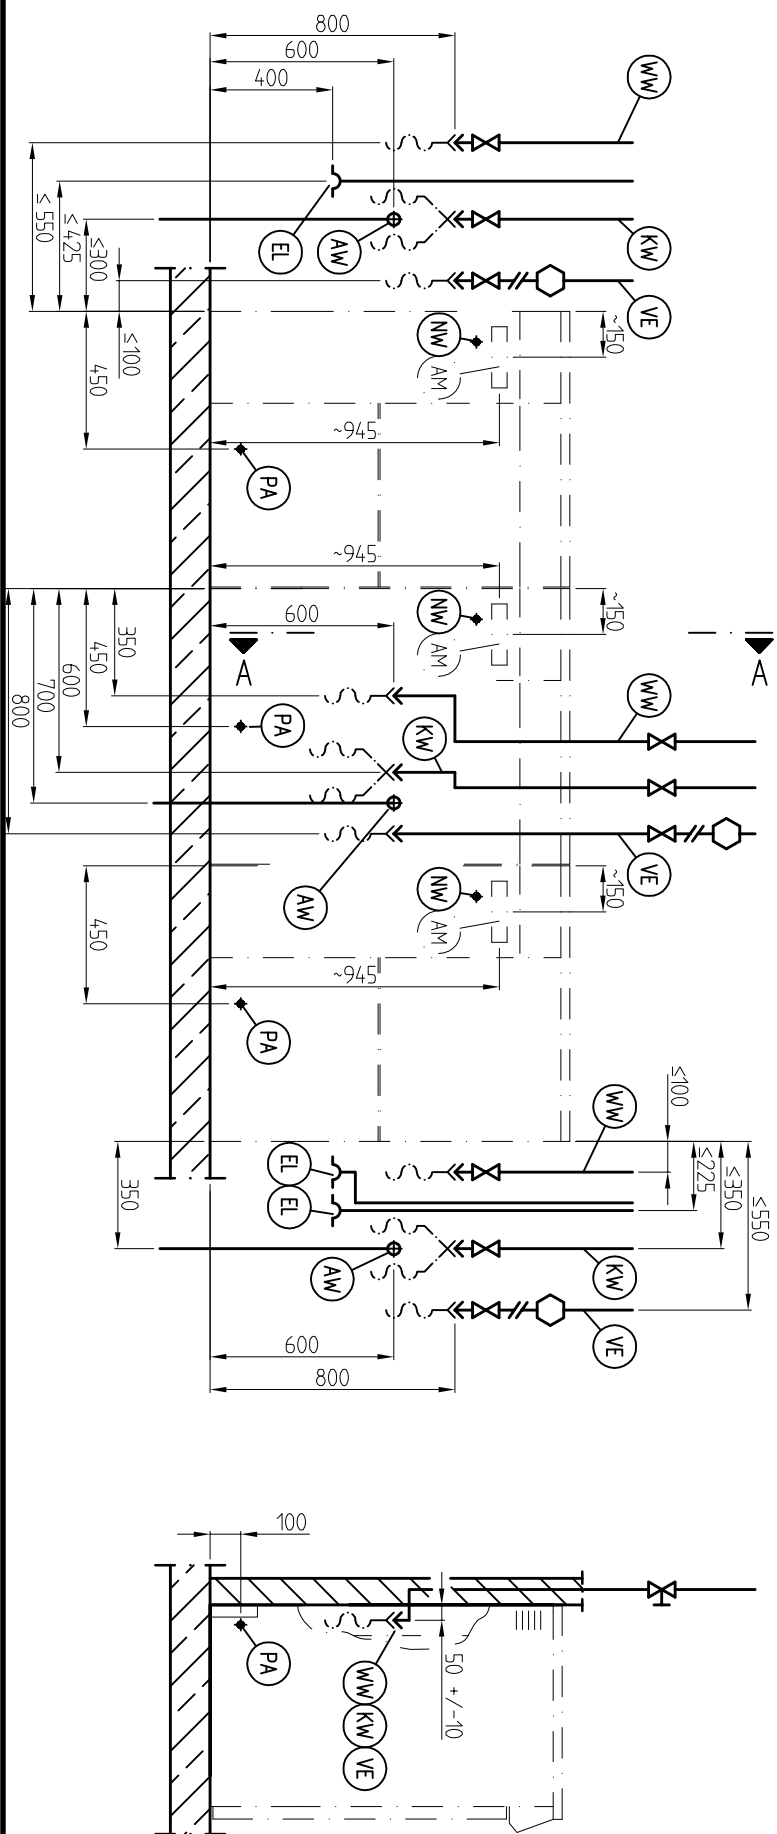 800
600
400
WW
≤ 550
≤425
≤300
EL
AW
KW
VE
≤100
450
~150
NW
AM
~945
PA
~945
~150
NW
AM
600
A
A
350
450
600
700
800
PA
WW
KW
VE
AW
~150
NW
AM
450
~945
PA
≤100
≤225
≤350
≤550
WW
EL
EL
350
AW
KW
VE
600
800
100
PA
50 +/-10
WW
KW
VE